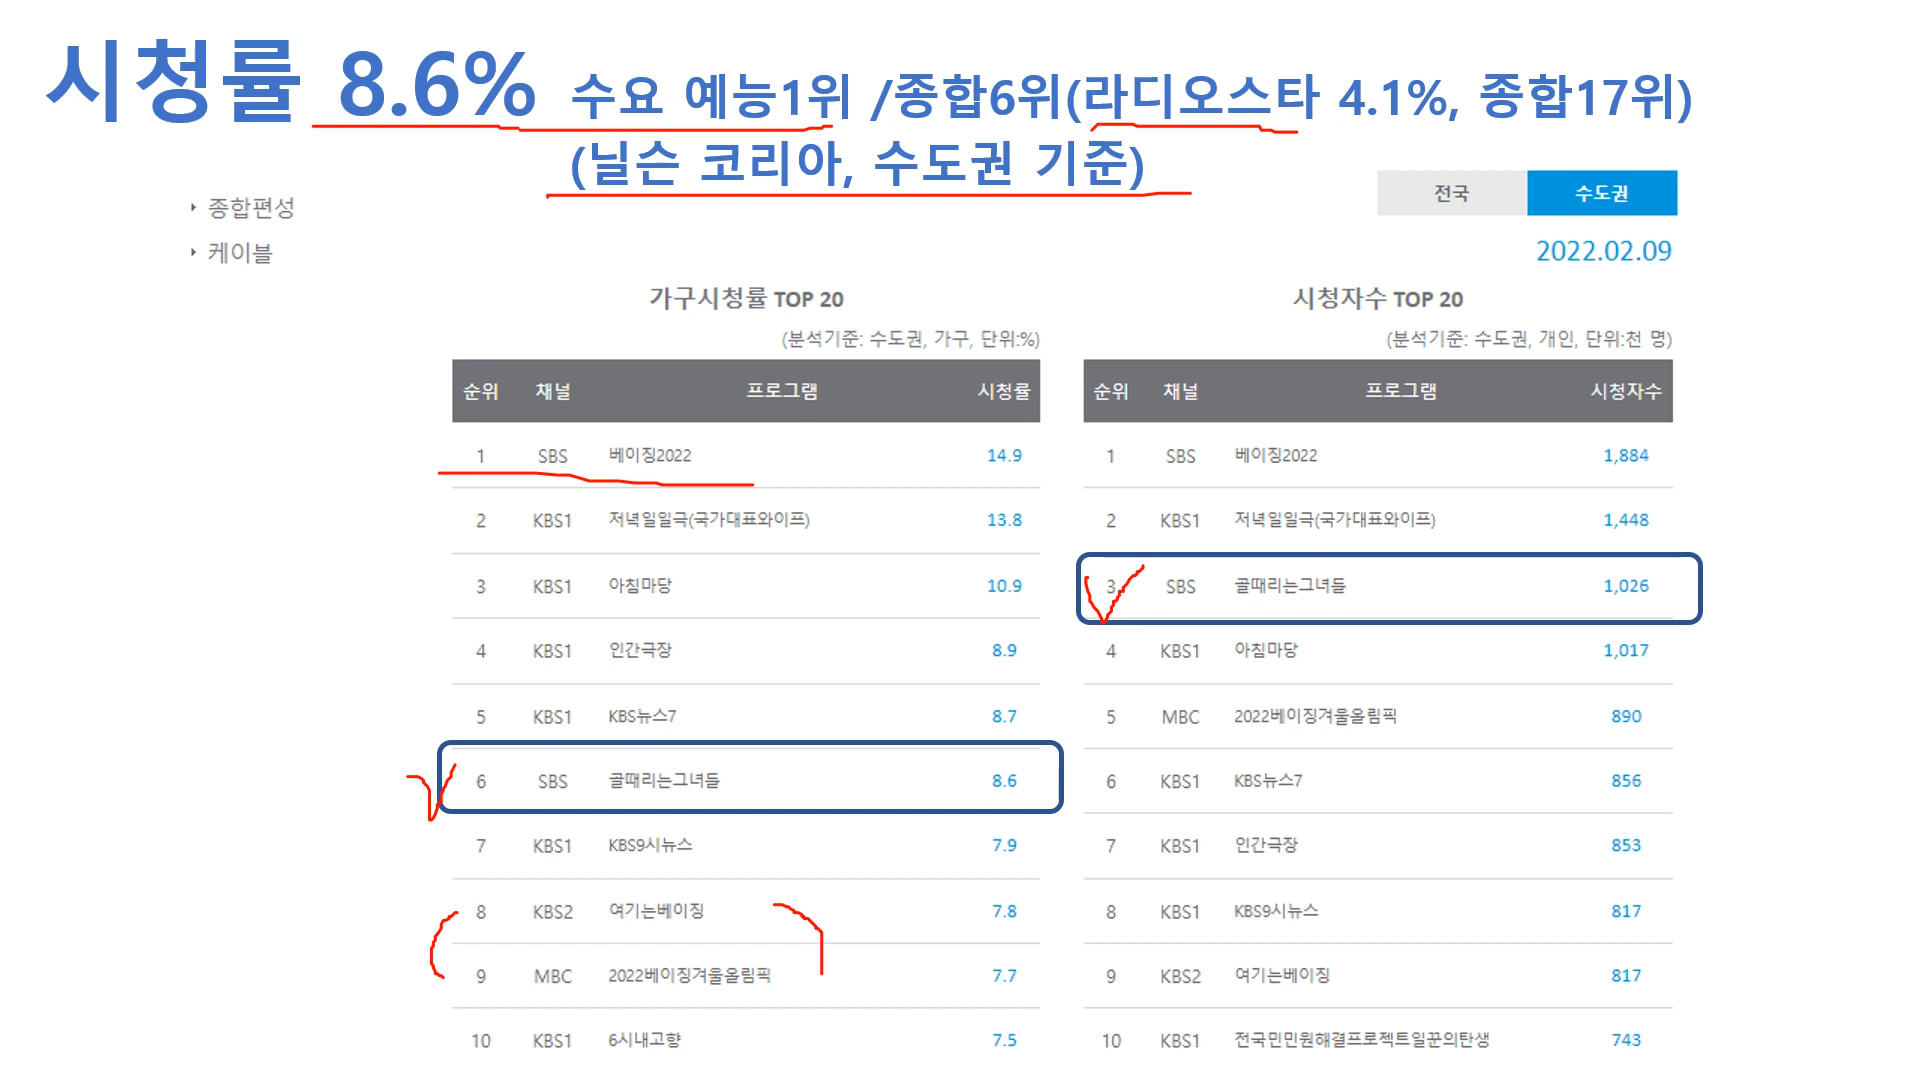 시청률 8.6% 수요 예능1위 /종합6위(라디오스타 4.1%, 종합17위)
(닐슨 코리아, 수도권 기준)
종합편성
케이블
전국 수도권
2022.02.09
가구시청률 TOP 20
(분석기준: 수도권, 가구, 단위:%)
순위 채널 프로그램 시청률
1 SBS 베이징2022 14.9
2 KBS1 저녁일일극(국가대표와이프) 13.8
3 KBS1 아침마당 10.9
4 KBS1 인간극장 8.9
5 KBS1 KBS뉴스7 8.7
6 SBS 골때리는그녀들 8.6
7 KBS1 KBS9시뉴스 7.9
8 KBS2 여기는베이징 7.8
9 MBC 2022베이징겨울올림픽 7.7
10 KBS1 6시내고향 7.5
시청자수 TOP 20
(분석기준: 수도권, 개인, 단위:천 명)
순위 채널 프로그램 시청자수
1 SBS 베이징2022 1,884
2 KBS1 저녁일일극(국가대표와이프) 1,448
3 SBS 골때리는그녀들 1,026
4 KBS1 아침마당 1,017
5 MBC 2022베이징겨울올림픽 890
6 KBS1 KBS뉴스7 856
7 KBS1 인간극장 853
8 KBS1 KBS9시뉴스 817
9 KBS2 여기는베이징 817
10 KBS1 전국민민원해결프로젝트일꾼의탄생 743